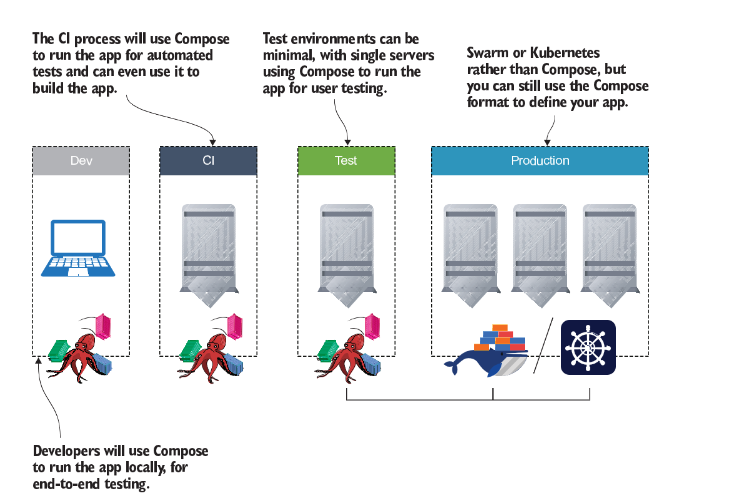 The CI process will use Compose
to run the app for automated
tests and can even use it to
build the app.
Test environments can be
minimal, with single servers
using Compose to run the
app for user testing.
Swarm or Kubernetes
rather than Compose, but
you can still use the Compose
format to define your app.
Dev
CI
Test
Production
Developers will use Compose
to run the app locally, for
end-to-end testing.